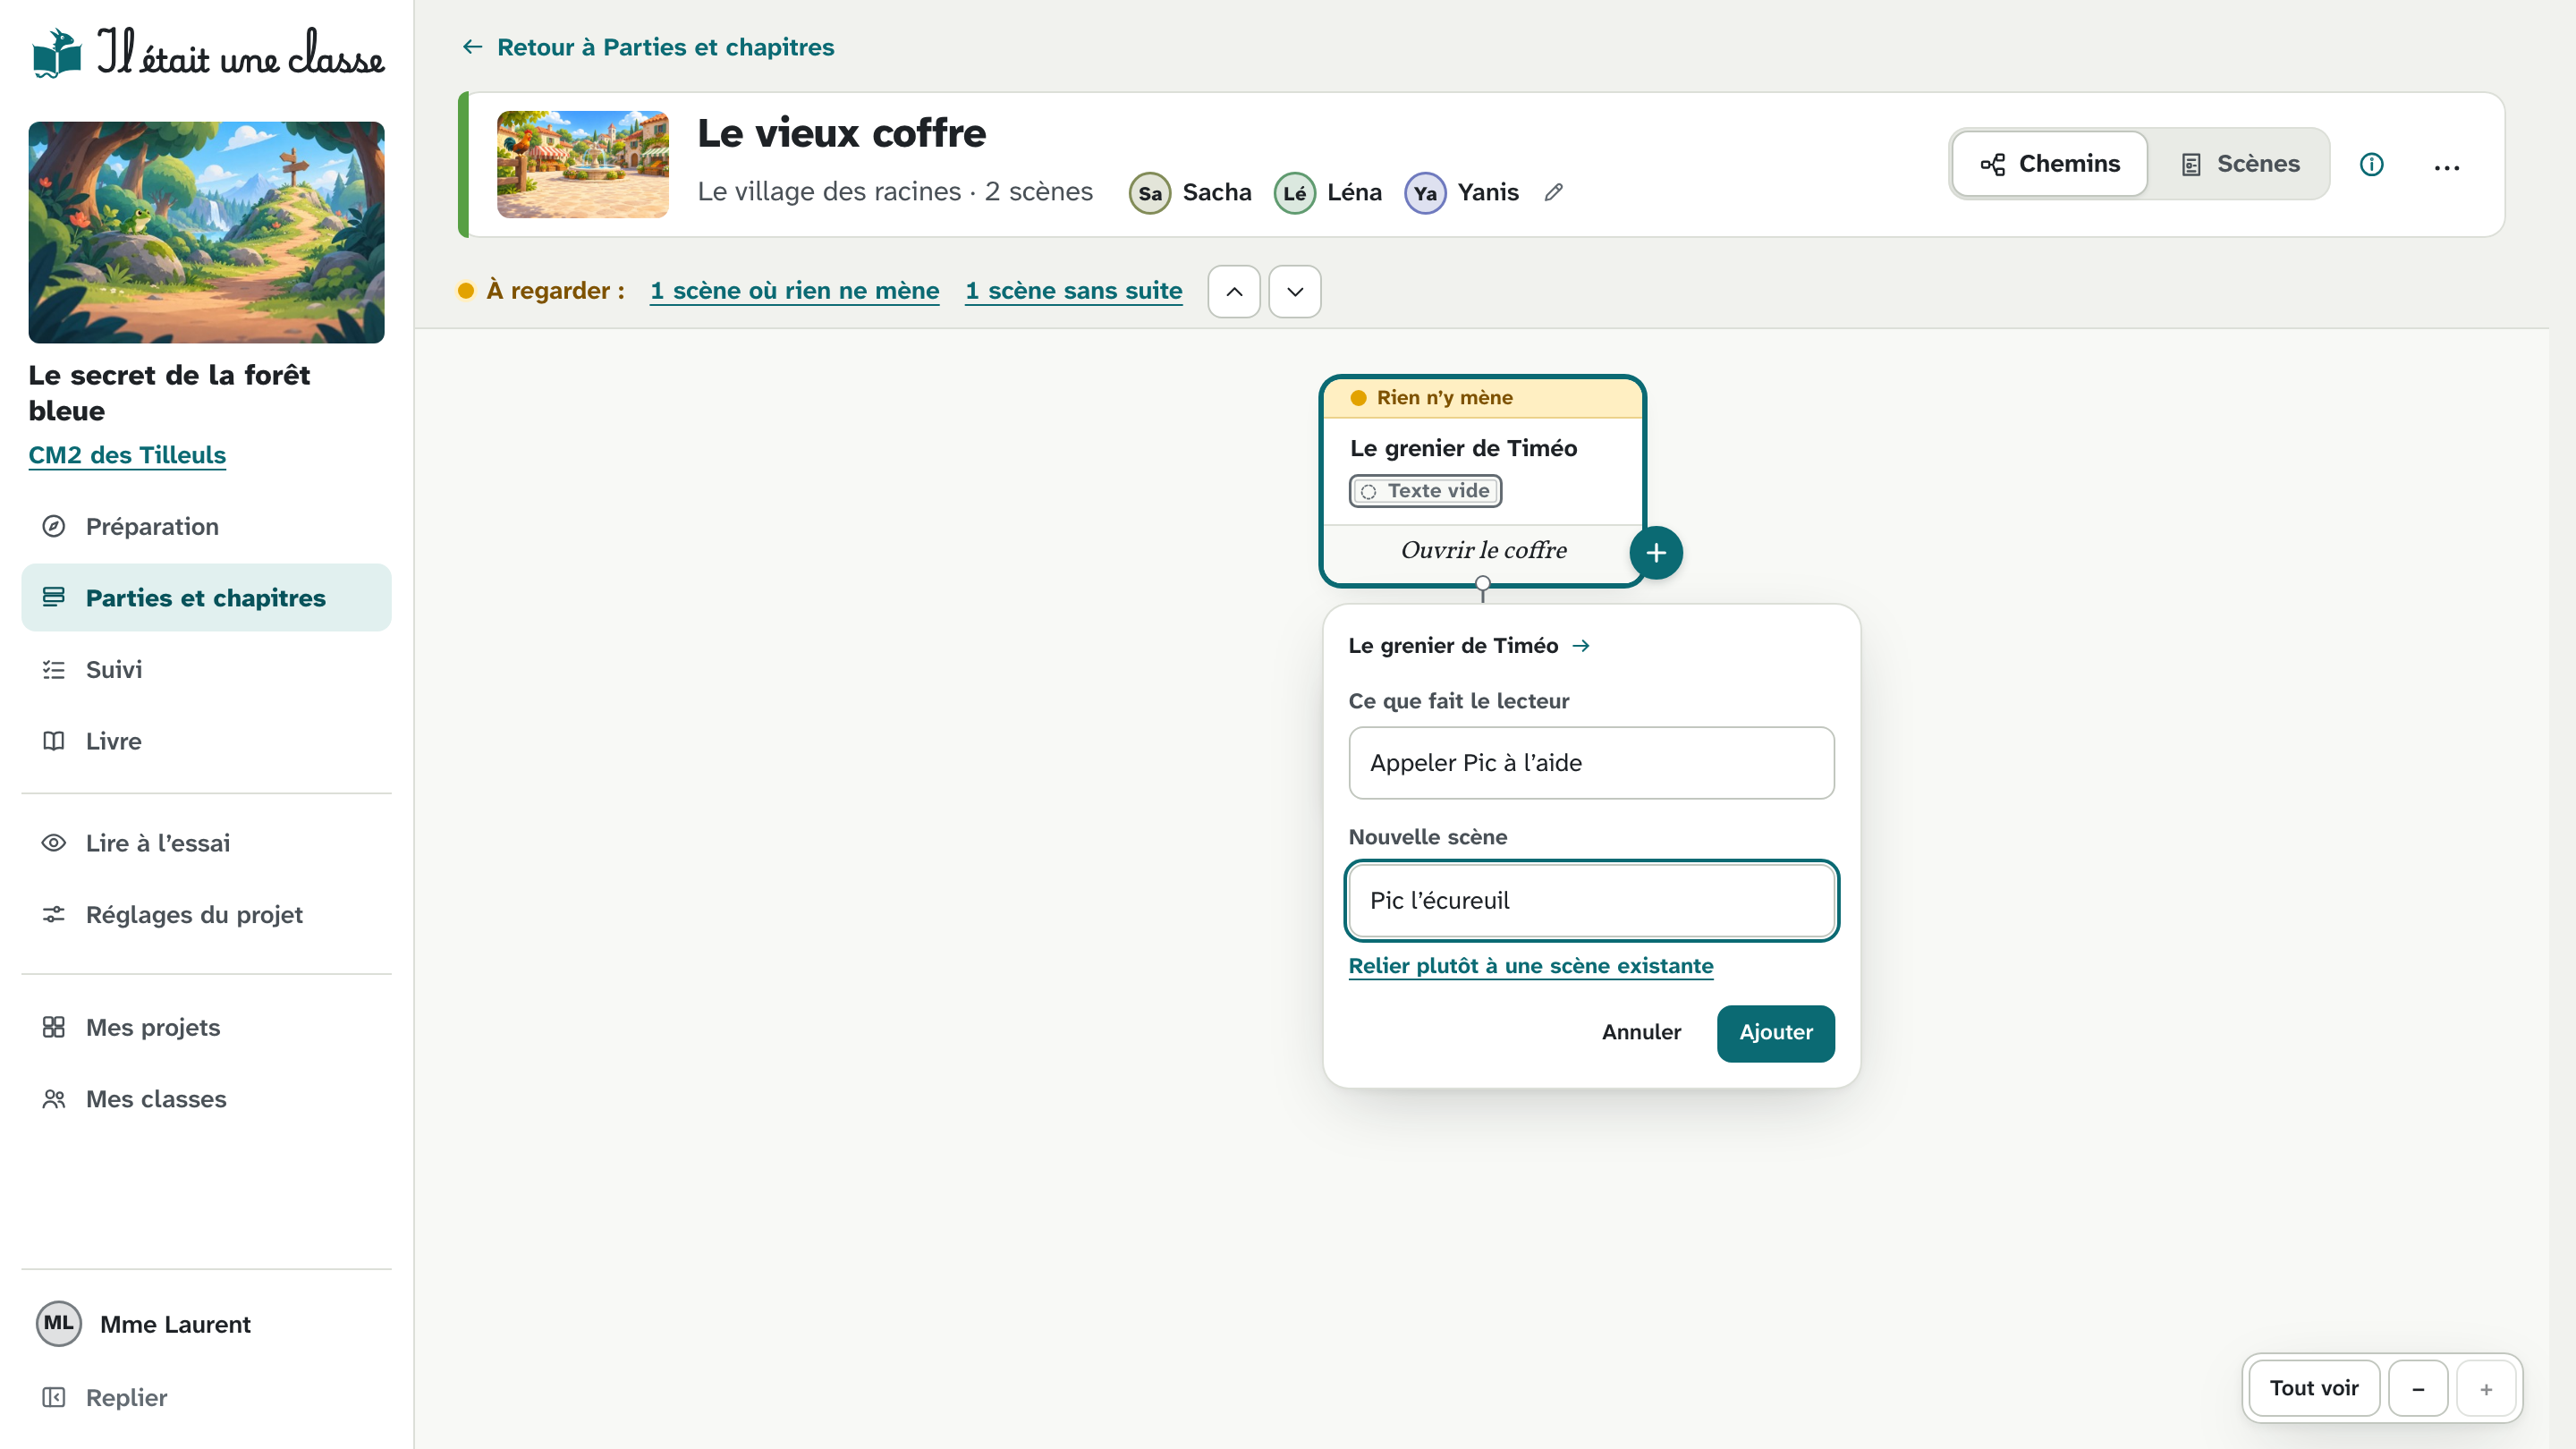 Il était une classe
Le secret de la forêt
bleue
CM2 des Tilleuls
Préparation
Parties et chapitres
Suivi
Livre
Lire à l’essai
Réglages du projet
Mes projets
Mes classes
ML Mme Laurent
Replier
← Retour à Parties et chapitres
Le vieux coffre
Le village des racines · 2 scènes Sa Sacha Lé Léna Ya Yanis
Chemins Scènes
À regarder : 1 scène où rien ne mène 1 scène sans suite
Rien n’y mène
Le grenier de Timéo
Texte vide
Ouvrir le coffre
+
Le grenier de Timéo →
Ce que fait le lecteur
Appeler Pic à l’aide
Nouvelle scène
Pic l’écureuil
Relier plutôt à une scène existante
Annuler Ajouter
Tout voir − +